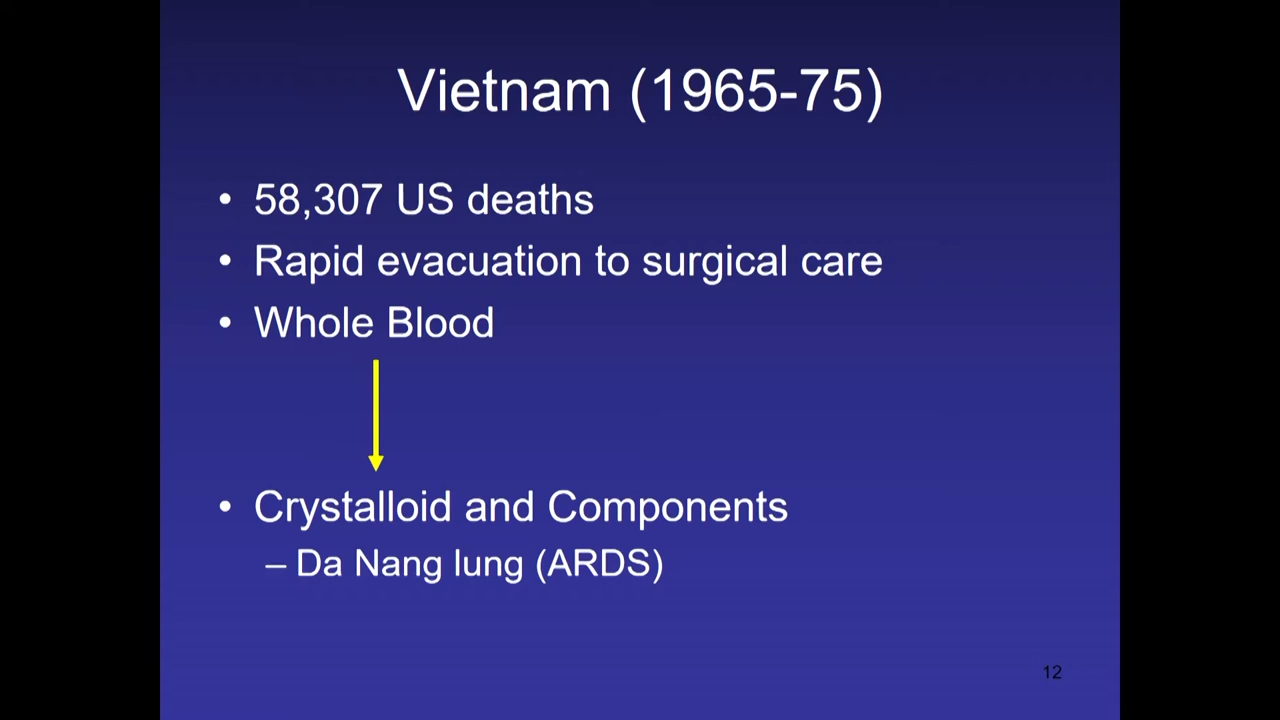 Vietnam (1965-75)
• 58,307 US deaths
• Rapid evacuation to surgical care
• Whole Blood
• Crystalloid and Components
– Da Nang lung (ARDS)
12